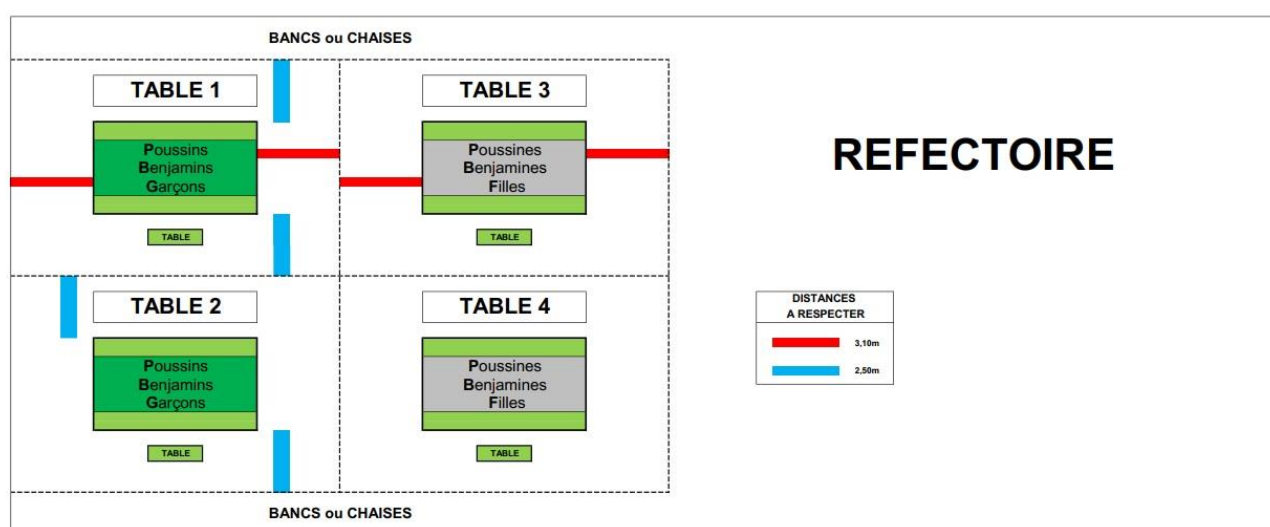 BANCS ou CHAISES
TABLE 1
Poussins
Benjamins
Garçons
TABLE
TABLE 3
Poussines
Benjamines
Filles
TABLE
REFECTOIRE
TABLE 2
Poussins
Benjamins
Garçons
TABLE
TABLE 4
Poussines
Benjamines
Filles
TABLE
DISTANCES
A RESPECTER
3,10m
2,50m
BANCS ou CHAISES